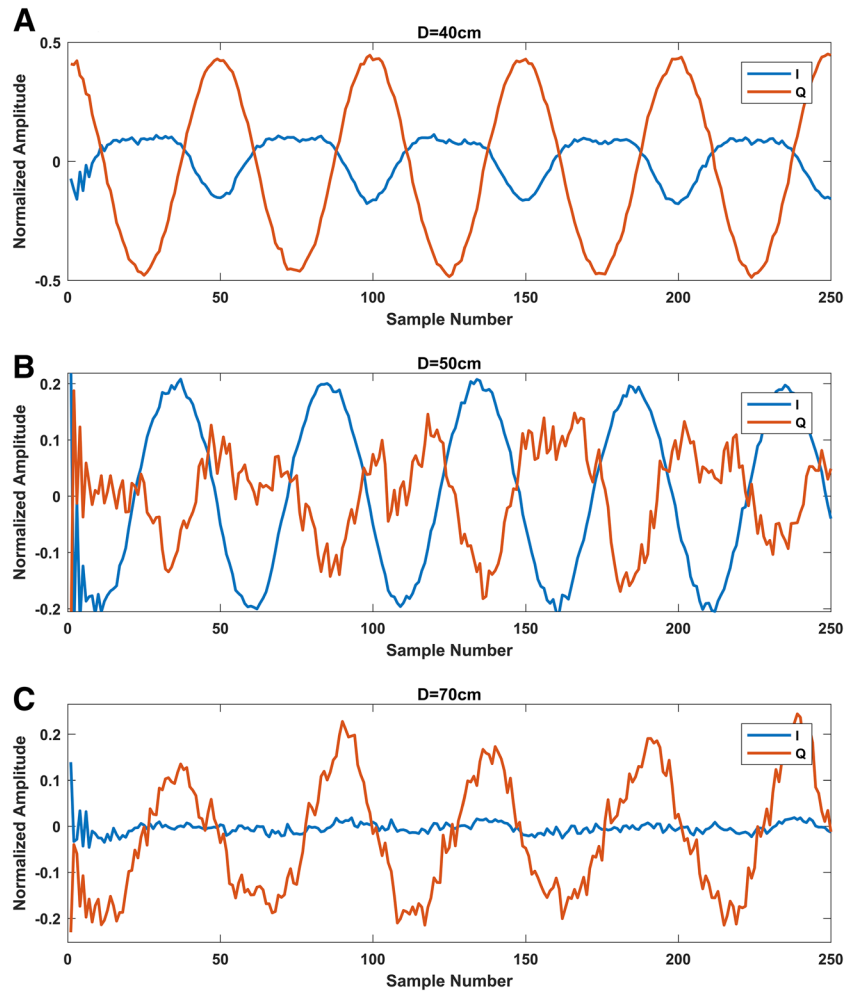 A
D=40cm
0.5
I
Q
Normalized Amplitude
0
-0.5
0 50 100 150 200 250
Sample Number
B
D=50cm
0.2
I
Q
0.1
Normalized Amplitude
0
-0.1
-0.2
0 50 100 150 200 250
Sample Number
C
D=70cm
0.2
I
Q
0.1
Normalized Amplitude
0
-0.1
-0.2
0 50 100 150 200 250
Sample Number